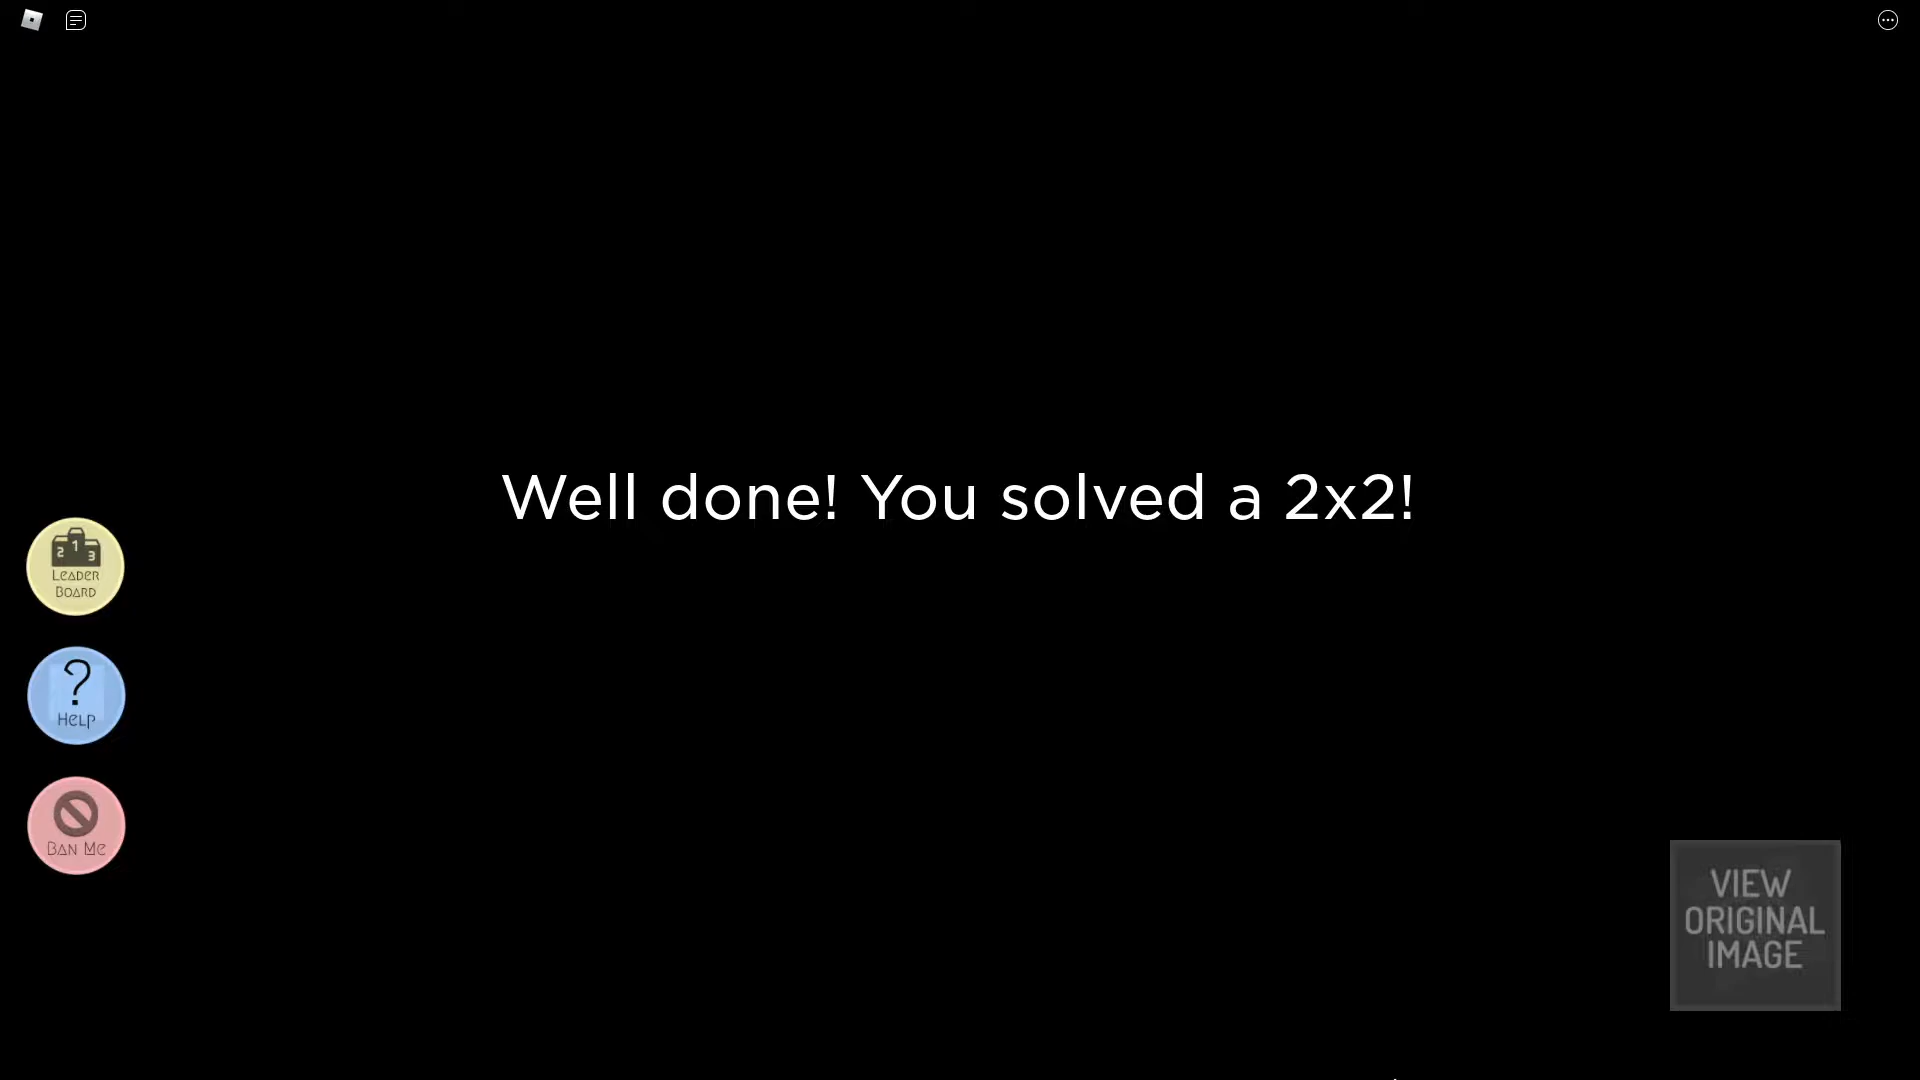 Well done! You solved a 2x2!
2 1 3
Leader
Board
?
Help
Ban Me
VIEW
ORIGINAL
IMAGE